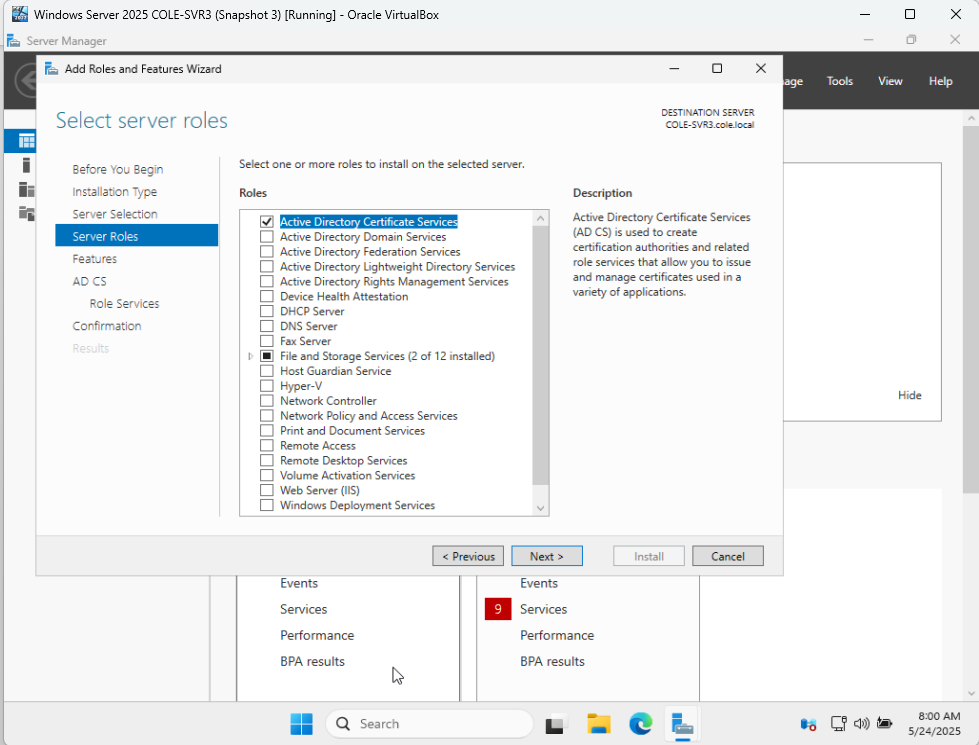 Windows Server 2025 COLE-SVR3 (Snapshot 3) [Running] - Oracle VirtualBox
Server Manager
Add Roles and Features Wizard
age
Tools
View
Help
Select server roles
DESTINATION SERVER
COLE-SVR3.cole.local
Before You Begin
Installation Type
Server Selection
Server Roles
Features
AD CS
Role Services
Confirmation
Results
Select one or more roles to install on the selected server.
Roles
Active Directory Certificate Services
Active Directory Domain Services
Active Directory Federation Services
Active Directory Lightweight Directory Services
Active Directory Rights Management Services
Device Health Attestation
DHCP Server
DNS Server
Fax Server
File and Storage Services (2 of 12 installed)
Host Guardian Service
Hyper-V
Network Controller
Network Policy and Access Services
Print and Document Services
Remote Access
Remote Desktop Services
Volume Activation Services
Web Server (IIS)
Windows Deployment Services
Description
Active Directory Certificate Services
(AD CS) is used to create
certification authorities and related
role services that allow you to issue
and manage certificates used in a
variety of applications.
Hide
< Previous
Next >
Install
Cancel
Events
Services
Performance
BPA results
Events
9 Services
Performance
BPA results
Search
8:00 AM
5/24/2025